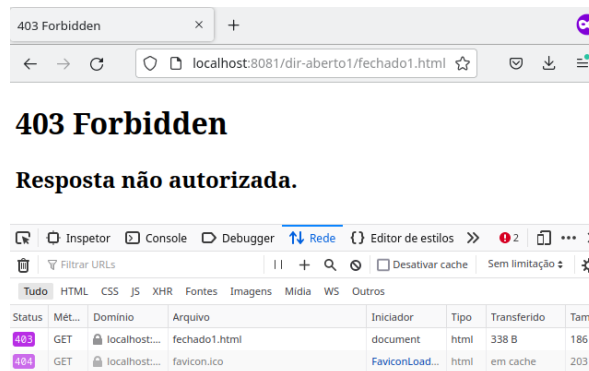 403 Forbidden × +
localhost:8081/dir-aberto1/fechado1.html
403 Forbidden
Resposta não autorizada.
Inspetor Console Debugger Rede {} Editor de estilos 2
Filtrar URLs Desativar cache Sem limitação
Tudo HTML CSS JS XHR Fontes Imagens Mídia WS Outros
Status Mét... Domínio Arquivo Iniciador Tipo Transferido Tam
403 GET localhost:... fechado1.html document html 338 B 186
404 GET localhost:... favicon.ico FaviconLoad... html em cache 203